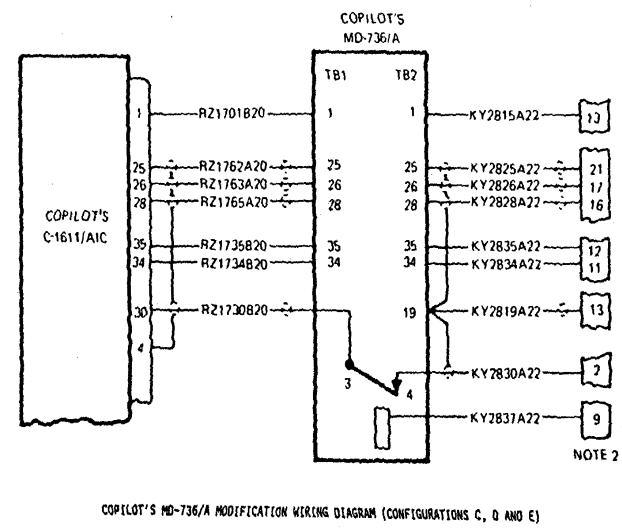 COPILOT'S
MD-736/A
TB1 TB2
1 RZ1701B20 1 1 KY2815A22 13
25 RZ1762A20 25 25 KY2825A22 21
26 RZ1763A20 26 26 KY2826A22 17
28 RZ1765A20 28 28 KY2828A22 16
COPILOT'S
C-1611/AIC
35 RZ1735B20 35 35 KY2835A22 12
34 RZ1734B20 34 34 KY2834A22 11
30 RZ1730B20 19 KY2819A22 13
4
3 4 KY2830A22 2
KY2837A22 9
NOTE 2
COPILOT'S MD-736/A MODIFICATION WIRING DIAGRAM (CONFIGURATIONS C, D AND E)